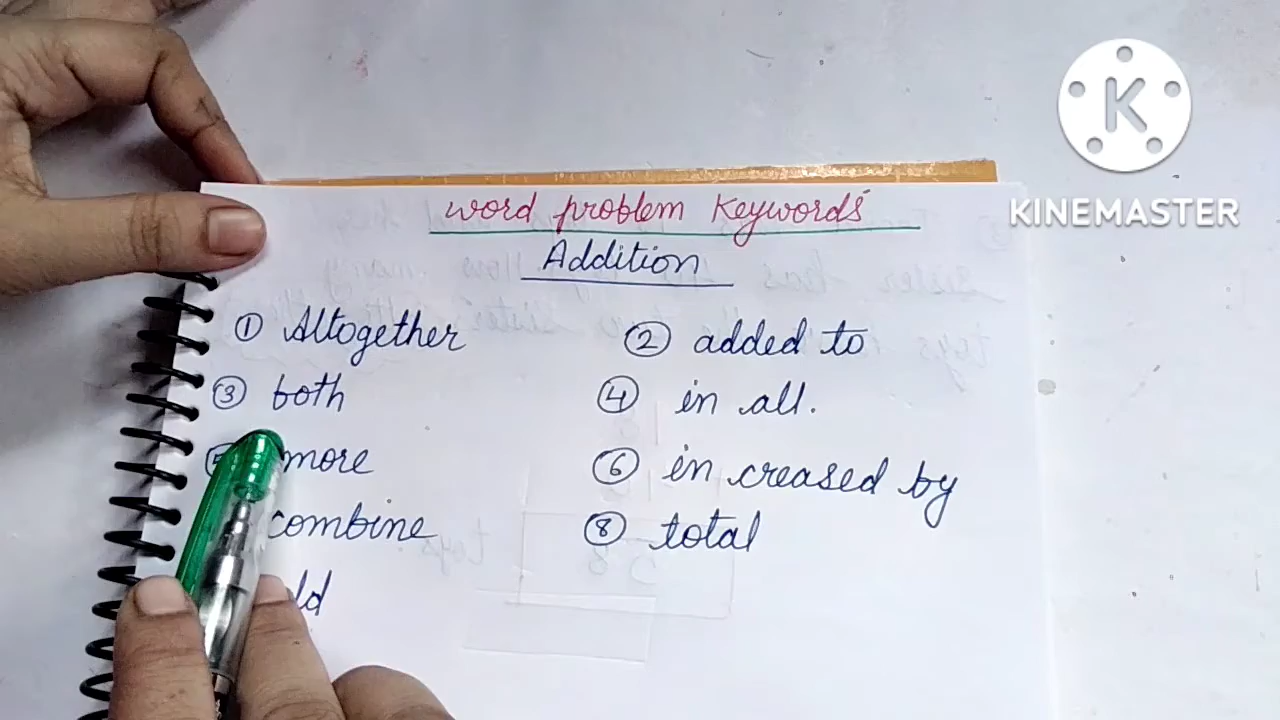 Word problem Keywords
Addition
① Altogether ② added to
③ both ④ in all.
more ⑥ in creased by
combine ⑧ total
K
KINEMASTER